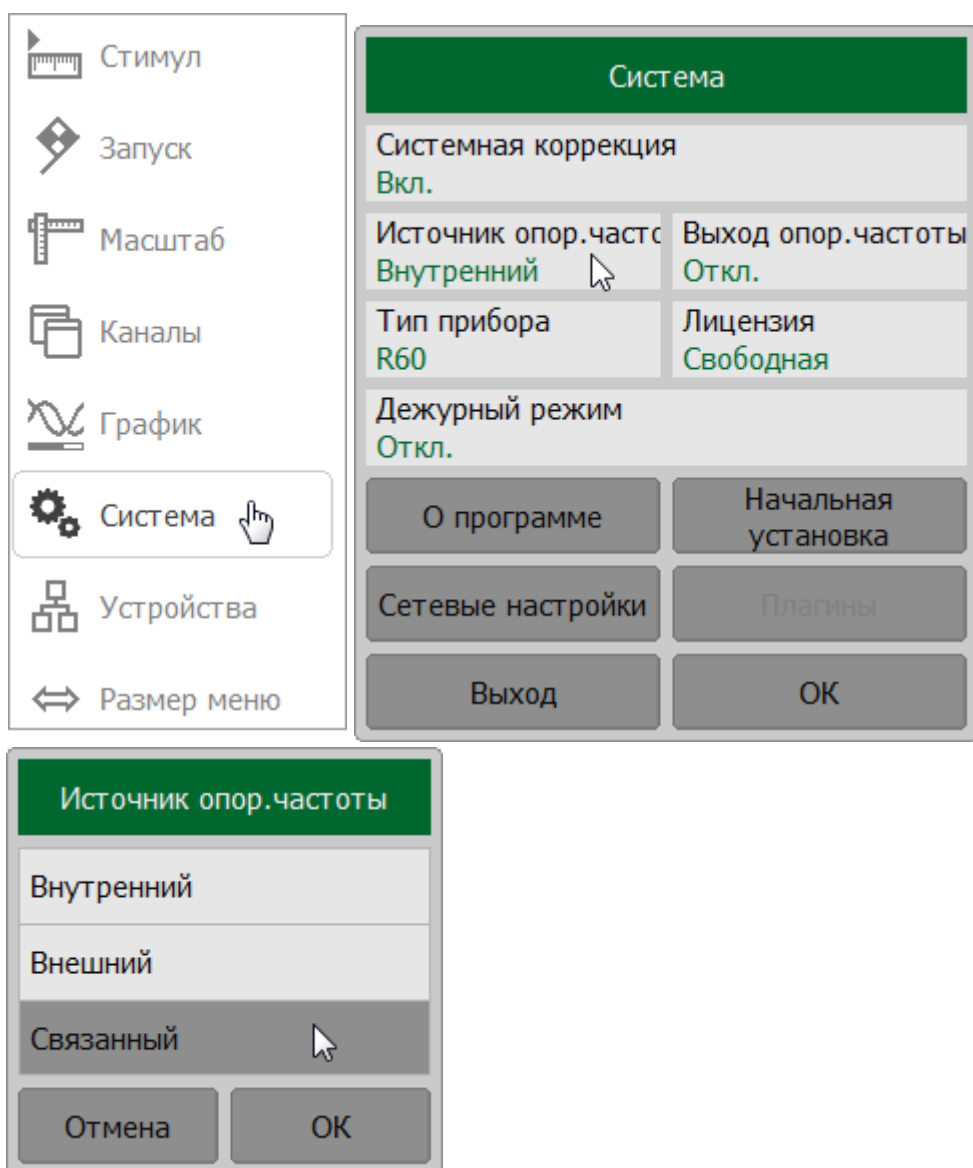 Стимул
Запуск
Масштаб
Каналы
График
Система
Устройства
Размер меню
Система
Системная коррекция
Вкл.
Источник опор.часто
Внутренний
Выход опор.частоты
Откл.
Тип прибора
R60
Лицензия
Свободная
Дежурный режим
Откл.
О программе
Начальная
установка
Сетевые настройки
Плагины
Выход
ОК
Источник опор.частоты
Внутренний
Внешний
Связанный
Отмена
ОК